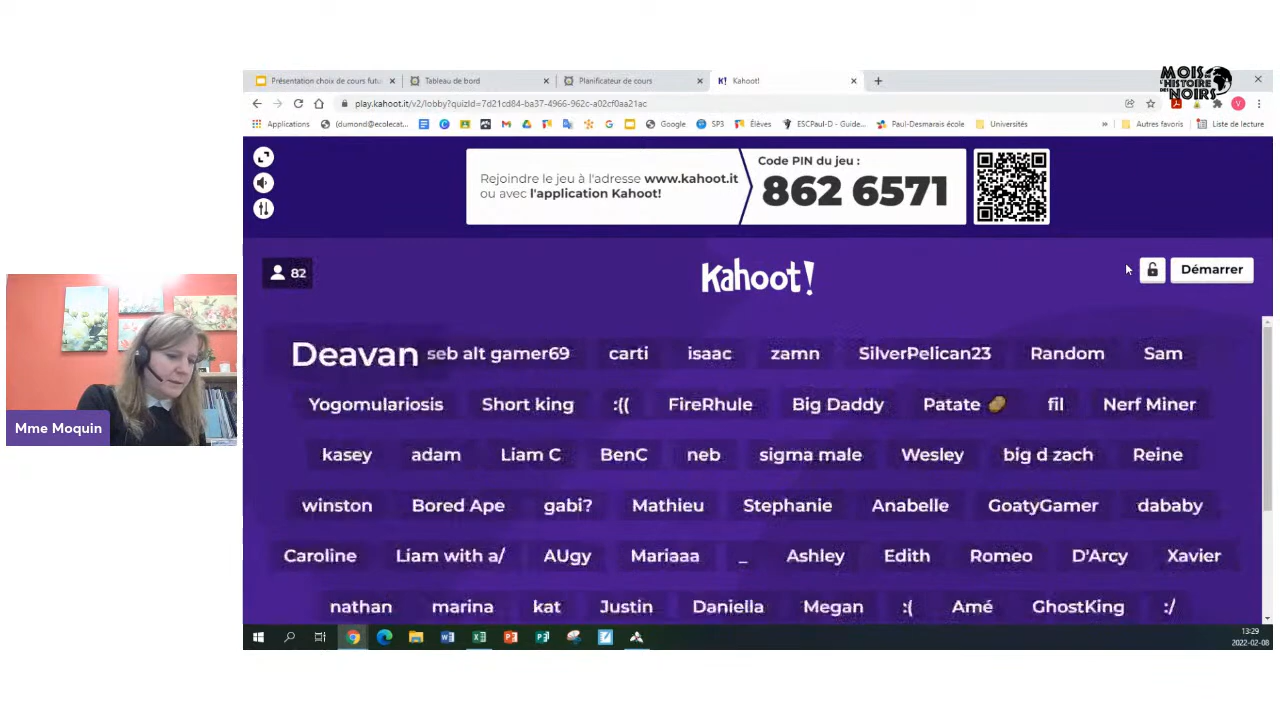 MOIS DE
L'HISTOIRE
DES NOIRS
Présentation choix de cours futu
Tableau de bord
Planificateur de cours
K! Kahoot!
play.kahoot.it/v2/lobby?quizId=7d21cd84-ba37-4966-962c-a02cf0aa21ac
Applications (dumond@ecolecat... Google SP3 Élèves ESCPaul-D - Guide... Paul-Desmarais école Universités » Autres favoris Liste de lecture
Rejoindre le jeu à l'adresse www.kahoot.it
ou avec l'application Kahoot!
Code PIN du jeu :
862 6571
82
Kahoot!
Démarrer
Deavan seb alt gamer69 carti isaac zamn SilverPelican23 Random Sam
Yogomulariosis Short king :(( FireRhule Big Daddy Patate 🥔 fil Nerf Miner
kasey adam Liam C BenC neb sigma male Wesley big d zach Reine
winston Bored Ape gabi? Mathieu Stephanie Anabelle GoatyGamer dababy
Caroline Liam with a/ AUgy Mariaaa _ Ashley Edith Romeo D'Arcy Xavier
nathan marina kat Justin Daniella Megan :( Amé GhostKing :/
Mme Moquin
13:29
2022-02-08